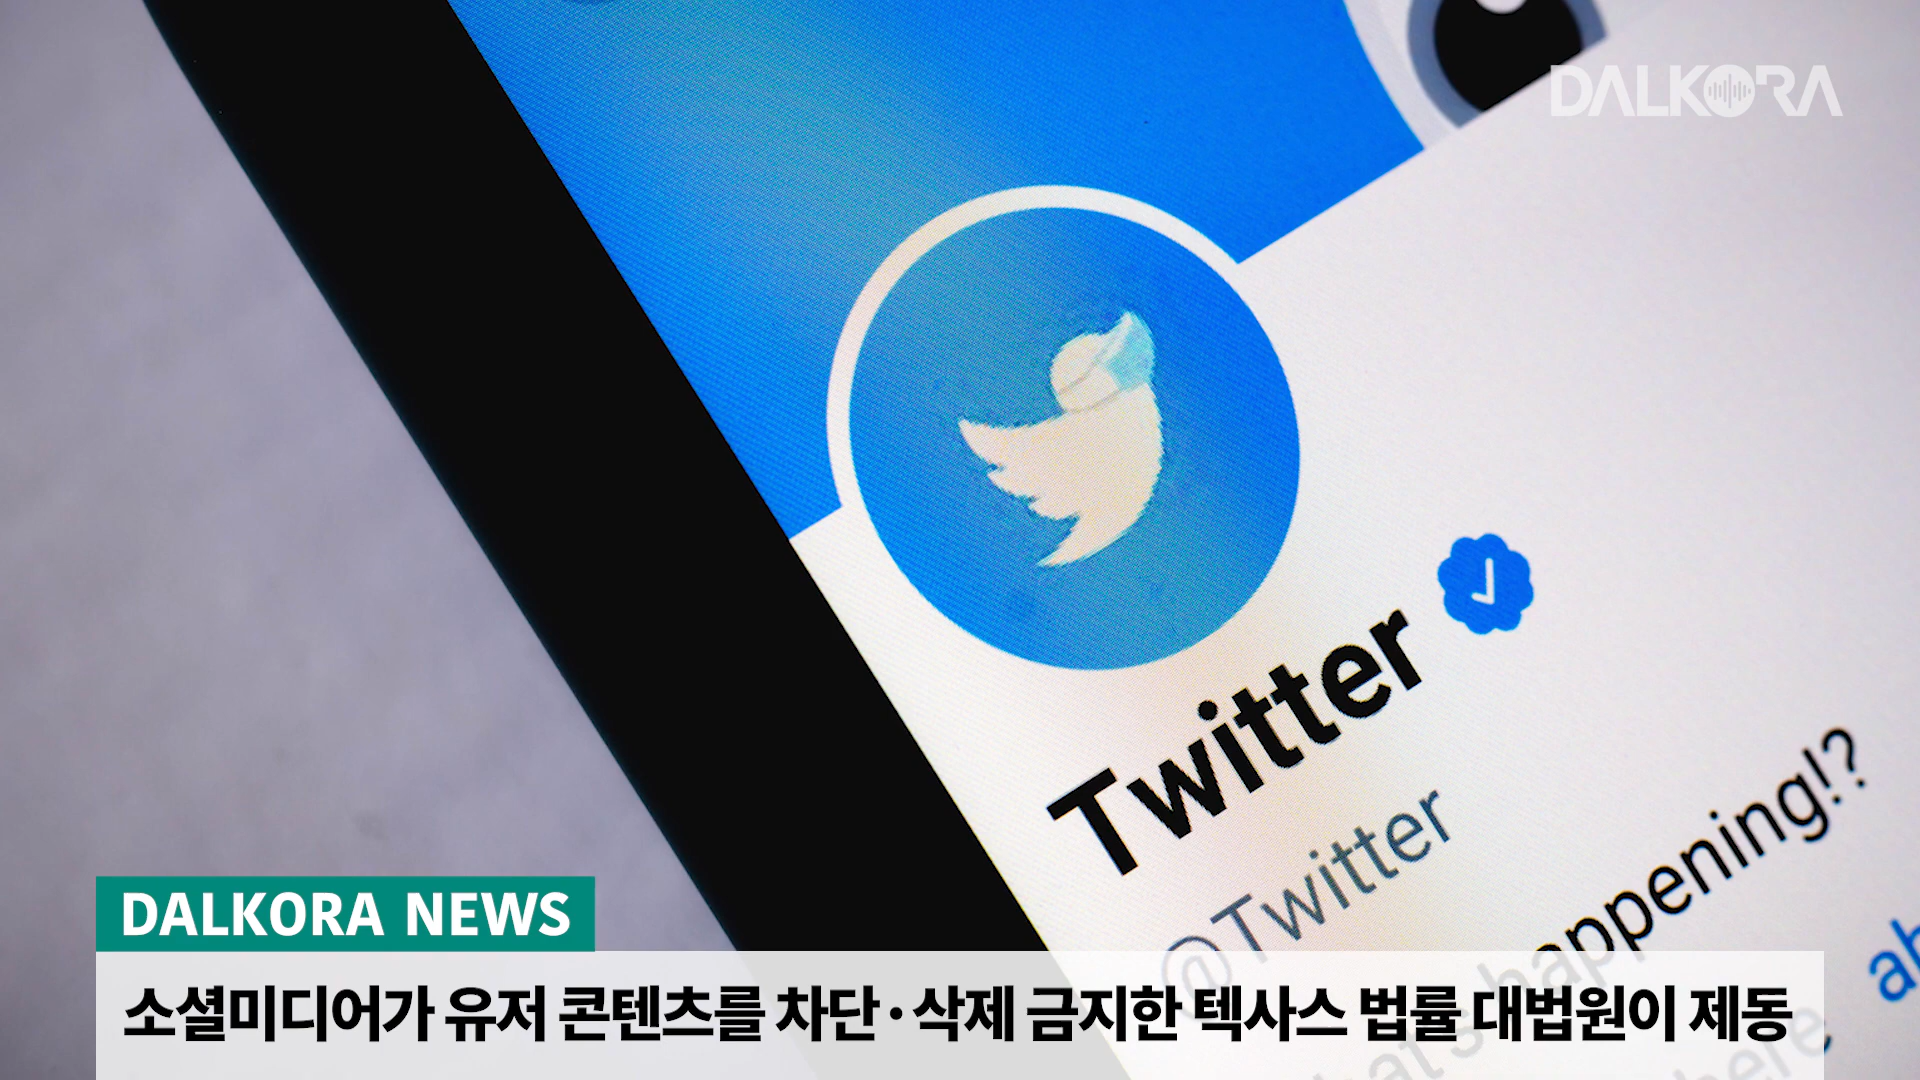 DALKORA
Twitter
@Twitter
happening!?
DALKORA NEWS
소셜미디어가 유저 콘텐츠를 차단·삭제 금지한 텍사스 법률 대법원이 제동